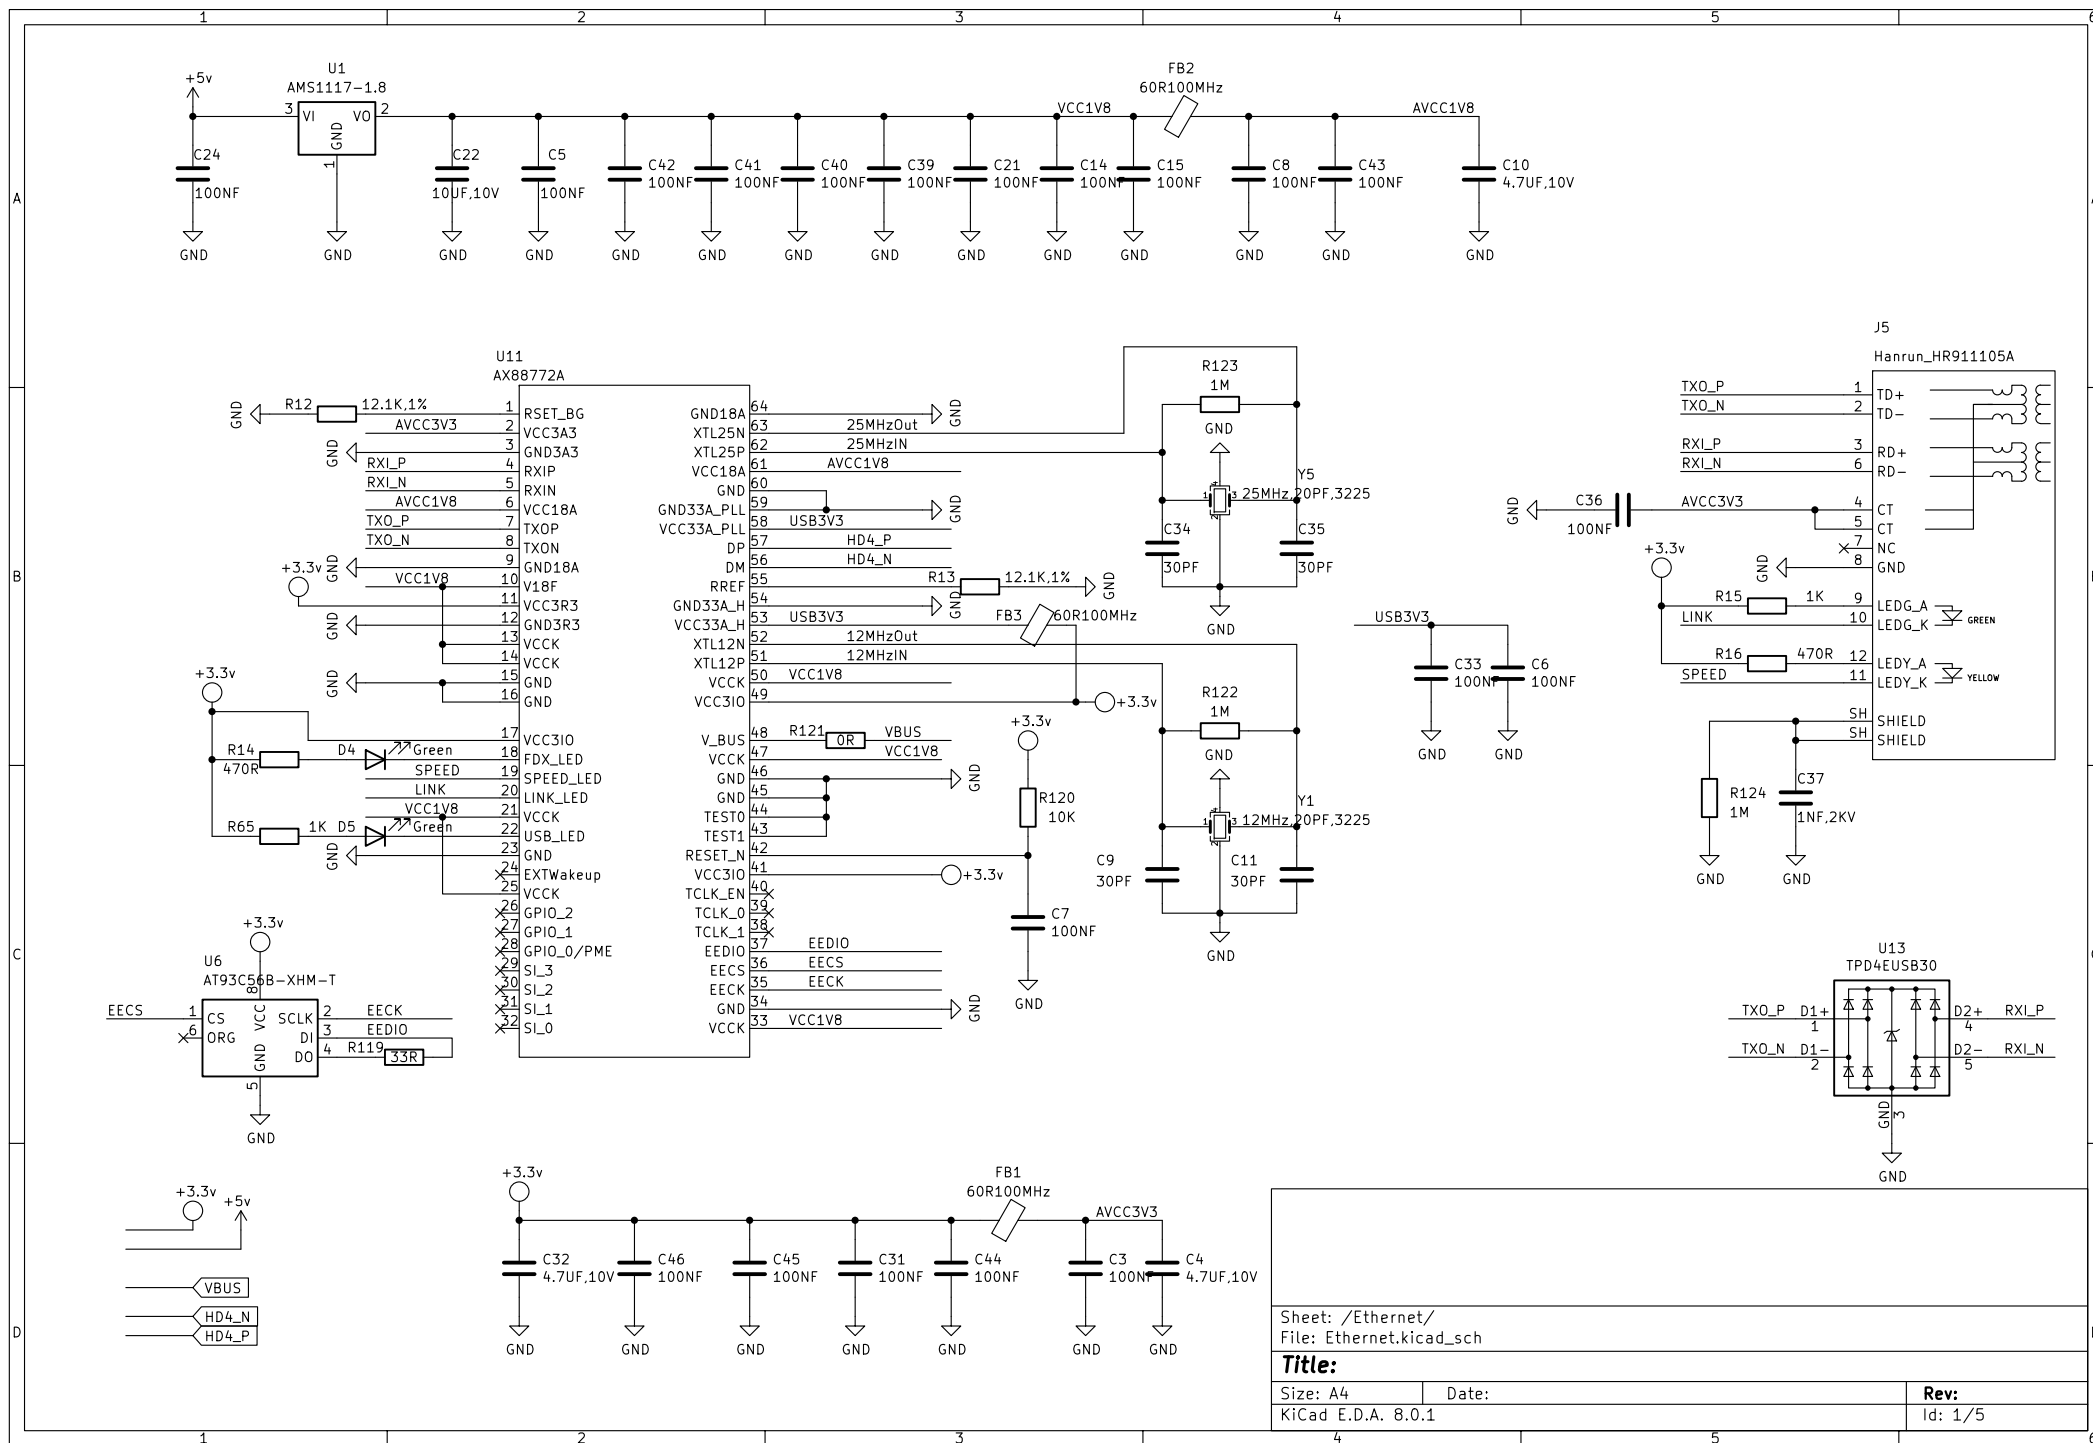 1 2 3 4 5 6
A
B
C
D
+5v
U1
AMS1117-1.8
3 VI VO 2
GND
1
C24
100NF
GND
GND
C22
10UF,10V
GND
C5
100NF
GND
C42
100NF
GND
C41
100NF
GND
C40
100NF
GND
C39
100NF
GND
C21
100NF
GND
VCC1V8
C14
100NF
GND
C15
100NF
GND
FB2
60R100MHz
C8
100NF
GND
C43
100NF
GND
AVCC1V8
C10
4.7UF,10V
GND
U11
AX88772A
GND R12 12.1K,1% 1 RSET_BG
AVCC3V3 2 VCC3A3
GND 3 GND3A3
RXI_P 4 RXIP
RXI_N 5 RXIN
AVCC1V8 6 VCC18A
TXO_P 7 TXOP
TXO_N 8 TXON
GND 9 GND18A
VCC1V8 10 V18F
+3.3v 11 VCC3R3
GND 12 GND3R3
13 VCCK
14 VCCK
GND 15 GND
16 GND
+3.3v
17 VCC3IO
R14 470R D4 Green 18 FDX_LED
SPEED 19 SPEED_LED
LINK 20 LINK_LED
VCC1V8 21 VCCK
R65 1K D5 Green 22 USB_LED
GND 23 GND
24 EXTWakeup
25 VCCK
26 GPIO_2
27 GPIO_1
28 GPIO_0/PME
29 SI_3
30 SI_2
31 SI_1
32 SI_0
GND18A 64 GND
XTL25N 63 25MHzOut
XTL25P 62 25MHzIN
VCC18A 61 AVCC1V8
GND 60
GND33A_PLL 59 GND
VCC33A_PLL 58 USB3V3
DP 57 HD4_P
DM 56 HD4_N
RREF 55 R13 12.1K,1% GND
GND33A_H 54 GND
VCC33A_H 53 USB3V3 FB3 60R100MHz
XTL12N 52 12MHzOut
XTL12P 51 12MHzIN
VCCK 50 VCC1V8
VCC3IO 49 +3.3v
V_BUS 48 R121 0R VBUS
VCCK 47 VCC1V8
GND 46 GND
GND 45
TEST0 44
TEST1 43
RESET_N 42
VCC3IO 41 +3.3v
TCLK_EN 40
TCLK_0 39
TCLK_1 38
EEDIO 37 EEDIO
EECS 36 EECS
EECK 35 EECK
GND 34 GND
VCCK 33 VCC1V8
+3.3v
R120
10K
C7
100NF
GND
R123
1M
GND
Y5
1 2 3 4
25MHz,20PF,3225
C34
30PF
C35
30PF
GND
R122
1M
GND
Y1
1 2 3 4
12MHz,20PF,3225
C9
30PF
C11
30PF
GND
USB3V3
C33
100NF
GND
C6
100NF
GND
J5
Hanrun_HR911105A
TXO_P 1 TD+
TXO_N 2 TD-
RXI_P 3 RD+
RXI_N 6 RD-
GND C36 100NF AVCC3V3 4 CT
5 CT
7 NC
GND 8 GND
+3.3v
R15 1K 9 LEDG_A
LINK 10 LEDG_K
GREEN
R16 470R 12 LEDY_A
SPEED 11 LEDY_K
YELLOW
SH SHIELD
SH SHIELD
R124
1M
GND
C37
1NF,2KV
GND
+3.3v
U6
AT93C56B-XHM-T
8 VCC
EECS 1 CS SCLK 2 EECK
6 ORG DI 3 EEDIO
DO 4 R119 33R
GND 5
GND
U13
TPD4EUSB30
TXO_P D1+ 1
TXO_N D1- 2
D2+ 4 RXI_P
D2- 5 RXI_N
GND 3
GND
+3.3v
+5v
VBUS
HD4_N
HD4_P
+3.3v
C32
4.7UF,10V
GND
C46
100NF
GND
C45
100NF
GND
C31
100NF
GND
C44
100NF
GND
FB1
60R100MHz
AVCC3V3
C3
100NF
GND
C4
4.7UF,10V
GND
Sheet: /Ethernet/
File: Ethernet.kicad_sch
Title:
Size: A4 Date: Rev:
KiCad E.D.A. 8.0.1 Id: 1/5
1 2 3 4 5 6